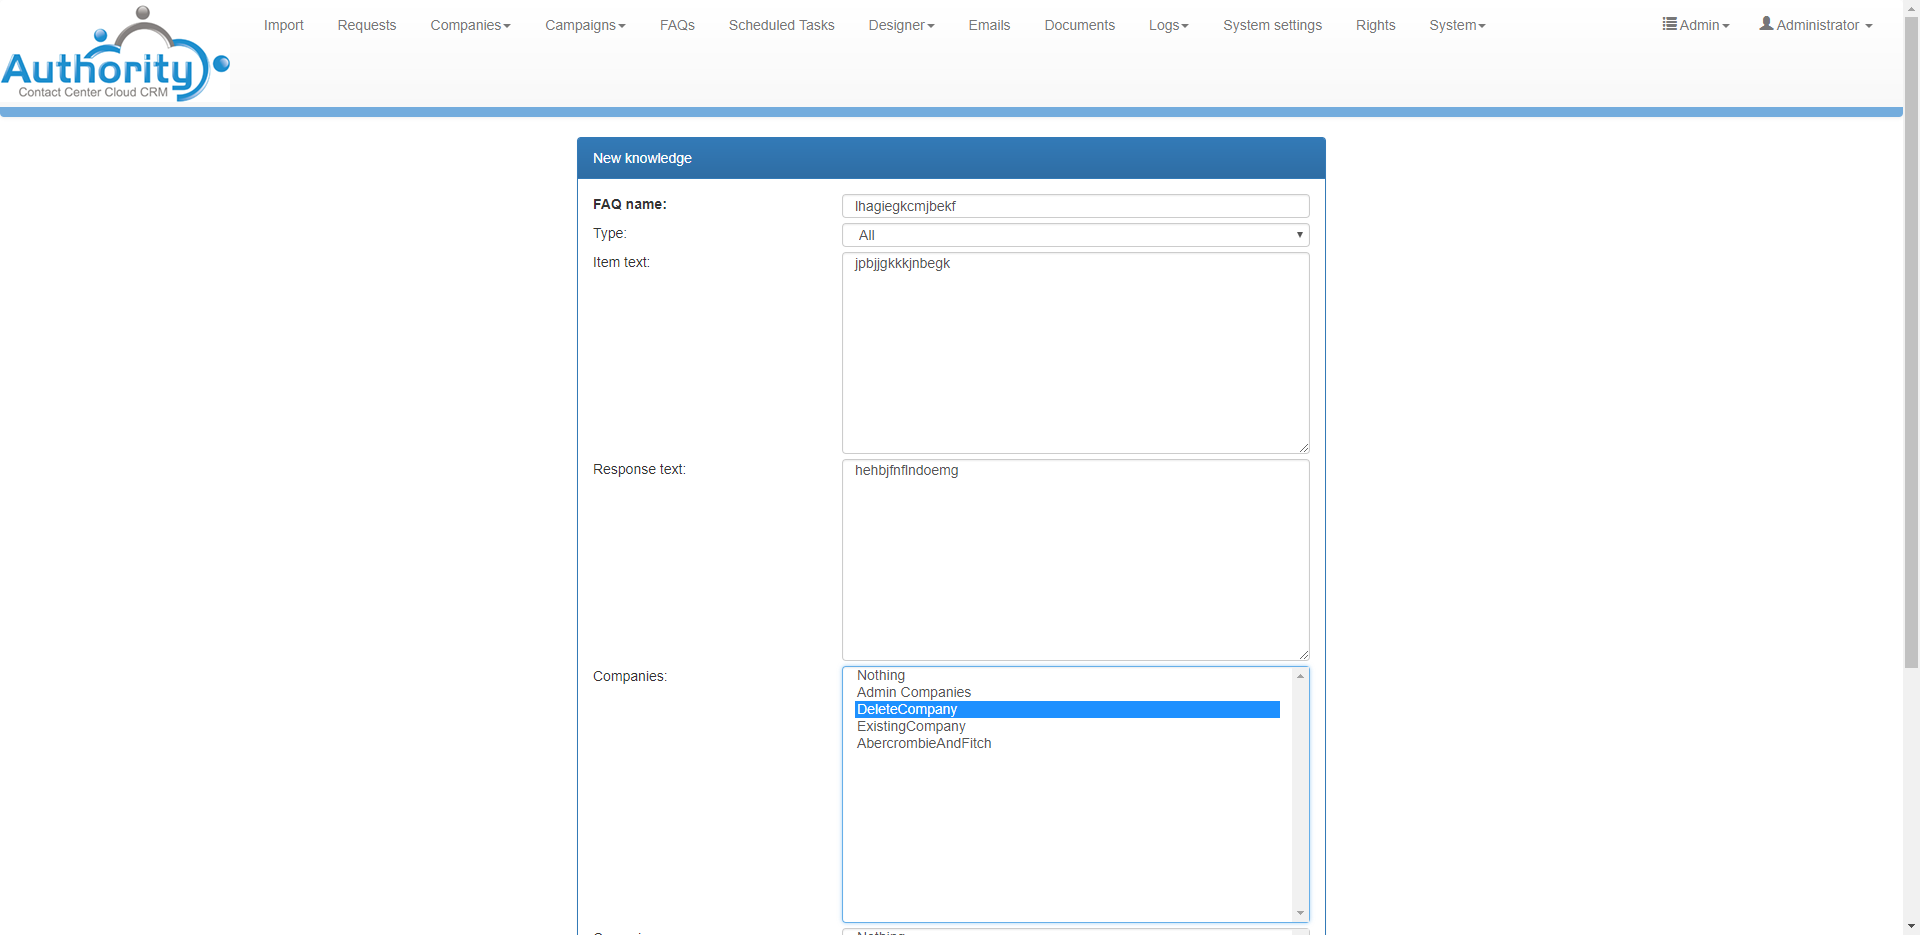 Authority
Contact Center Cloud CRM
Import Requests Companies Campaigns FAQs Scheduled Tasks Designer Emails Documents Logs System settings Rights System Admin Administrator
New knowledge
FAQ name: lhagiegkcmjbekf
Type: All
Item text: jpbjjgkkkjnbegk
Response text: hehbjfnflndoemg
Companies: Nothing
Admin Companies
DeleteCompany
ExistingCompany
AbercrombieAndFitch
Nothing